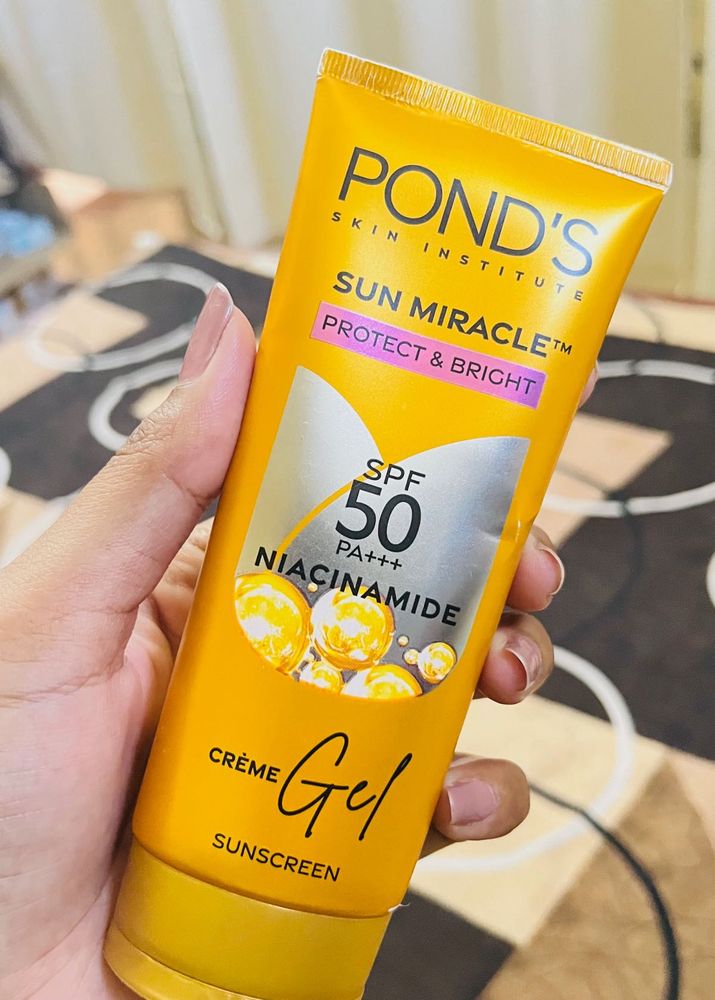 POND'S
SKIN INSTITUTE
SUN MIRACLE™
PROTECT & BRIGHT
SPF
50
PA+++
NIACINAMIDE
CRÈME Gel
SUNSCREEN